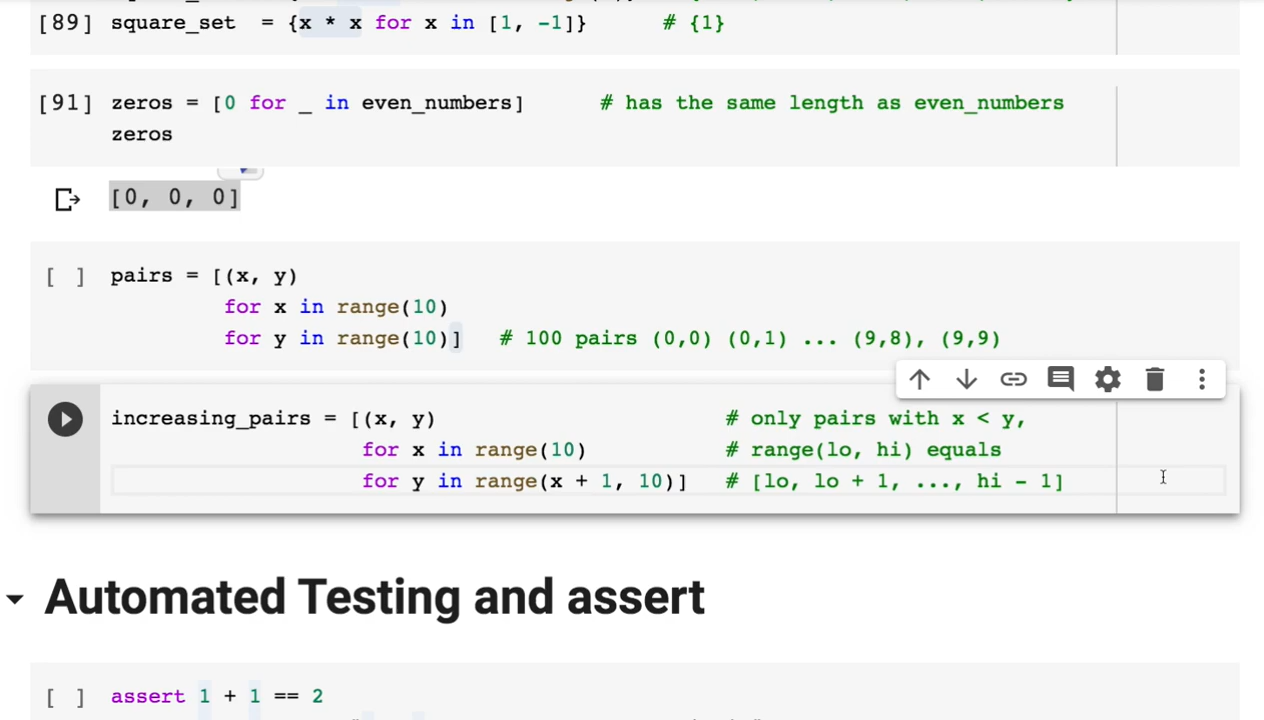 [89] square_set  = {x * x for x in [1, -1]}      # {1}
[91] zeros = [0 for _ in even_numbers]      # has the same length as even_numbers
zeros
[0, 0, 0]
[ ] pairs = [(x, y)
for x in range(10)
for y in range(10)]   # 100 pairs (0,0) (0,1) ... (9,8), (9,9)
increasing_pairs = [(x, y)                       # only pairs with x < y,
for x in range(10)           # range(lo, hi) equals
for y in range(x + 1, 10)]   # [lo, lo + 1, ..., hi - 1]
Automated Testing and assert
[ ] assert 1 + 1 == 2